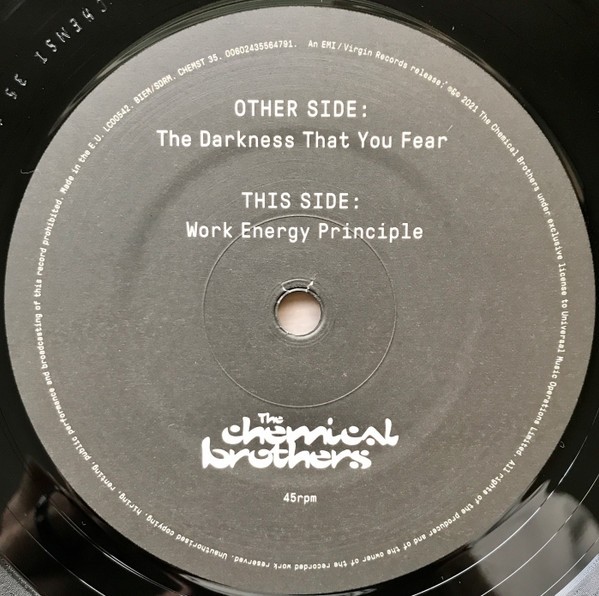 OTHER SIDE:
The Darkness That You Fear
THIS SIDE:
Work Energy Principle
The
chemical
brothers
45rpm
An EMI/Virgin Records release; ℗© 2021 The Chemical Brothers under exclusive license to Universal Music Operations Limited. All rights of the producer and of the owner of the recorded work reserved. Unauthorised copying, hiring, renting, public performance and broadcasting of this record prohibited. Made in the E.U. LC00542. BIEM/SDRM. CHEMST 35. 00602435564791.
CHEMST 35